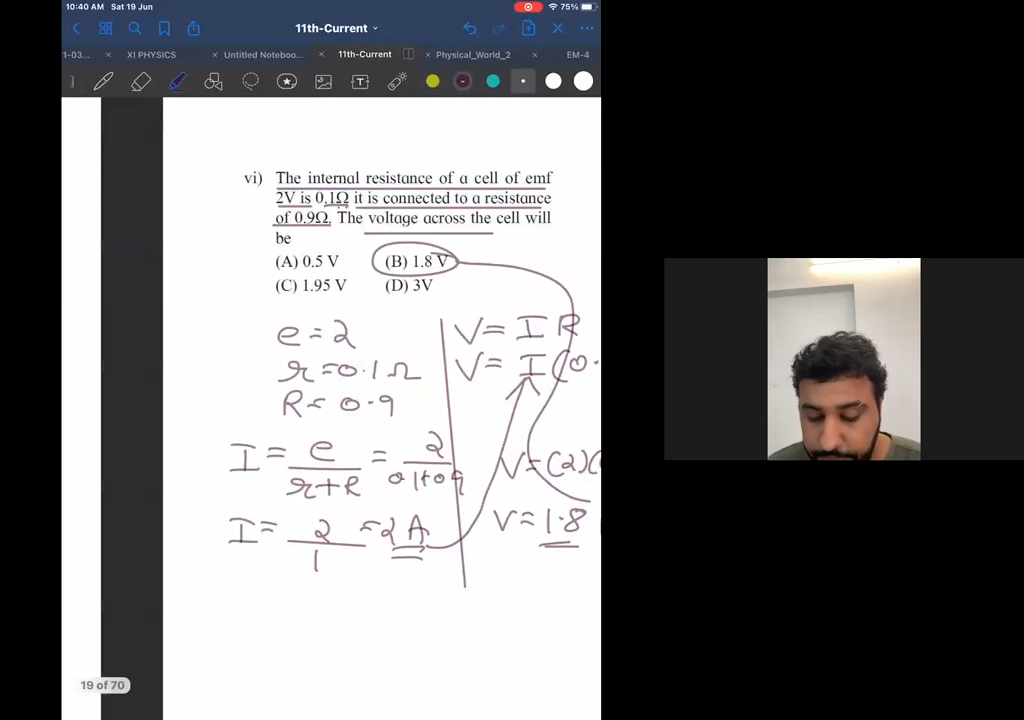 10:40 AM Sat 19 Jun
75%
11th-Current
1-03...
XI PHYSICS
Untitled Noteboo...
11th-Current
Physical_World_2
EM-4
vi) The internal resistance of a cell of emf
2V is 0.1Ω it is connected to a resistance
of 0.9Ω. The voltage across the cell will
be
(A) 0.5 V (B) 1.8 V
(C) 1.95 V (D) 3V
e = 2
r = 0.1 Ω
R = 0.9
I = e / r+R = 2 / 0.1+0.9
I = 2 / 1 = 2 A
V = I R
V = I (0.
V = (2)(
V = 1.8
19 of 70